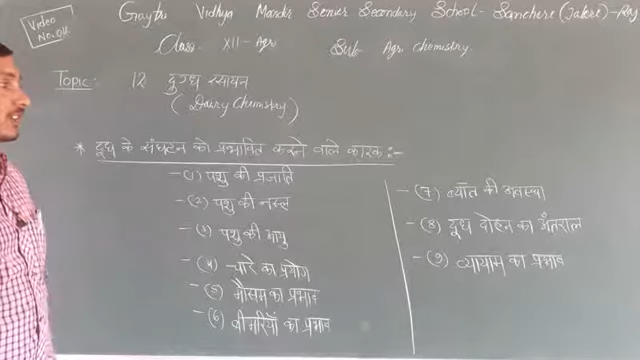 Video
No. 04
Gayatri Vidhya Mandir Senior Secondary School - Sanchore (Jalore) - Raj
Class XII - Agri Sub Agri Chemistry.
Topic: 12 दुग्ध रसायन
(Dairy Chemistry)
* दूध के संघटन को प्रभावित करने वाले कारक :-
- (1) पशु की प्रजाति
- (2) पशु की नस्ल
- (3) पशु की आयु
- (4) चारे का प्रयोग
- (5) मौसम का प्रभाव
- (6) बीमारियों का प्रभाव
- (7) ब्याँत की अवस्था
- (8) दूध दोहन का अँतराल
- (9) व्यायाम का प्रभाव